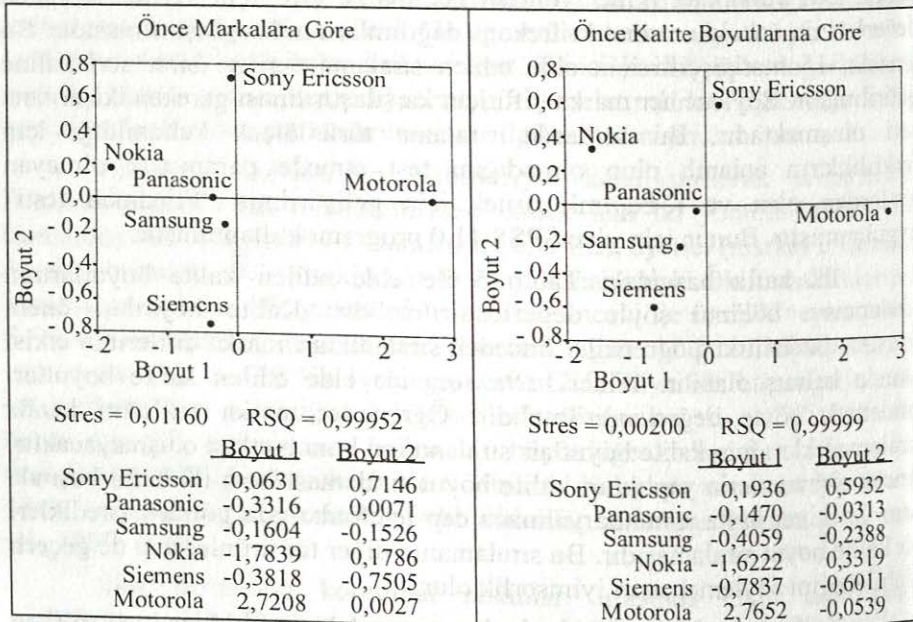 Önce Markalara Göre
0,8
0,6
0,4
0,2
0,0
- 0,2
- 0,4
- 0,6
- 0,8
Boyut 2
Sony Ericsson
Nokia
Panasonic
Motorola
Samsung
Siemens
-2
-1
0
2
3
Boyut 1
Stres = 0,01160 RSQ = 0,99952
Boyut 1 Boyut 2
Sony Ericsson -0,0631 0,7146
Panasonic -0,3316 0,0071
Samsung -,1604 -0,1526
Nokia -1,7839 0,1786
Siemens -0,3818 -0,7505
Motorola 2,7208 0,0027
Önce Kalite Boyutlarına Göre
0,8
0,6
0,4
0,2
0,0
0,2
0,4
0,6
0,8
Boyut 2
Sony Ericsson
Nokia
Panasonic
Motorola
Samsung
Siemens
-2
-1
0
2
3
Boyut 1
Stres = 0,00200 RSQ = 0,99999
Boyut 1 Boyut 2
Sony Ericsson 0,1936 0,5932
Panasonic -0,1470 -0,0313
Samsung -0,4059 -0,2388
Nokia -1,6222 0,3319
Siemens -0,7837 -0,6011
Motorola 2,7652 -0,0539